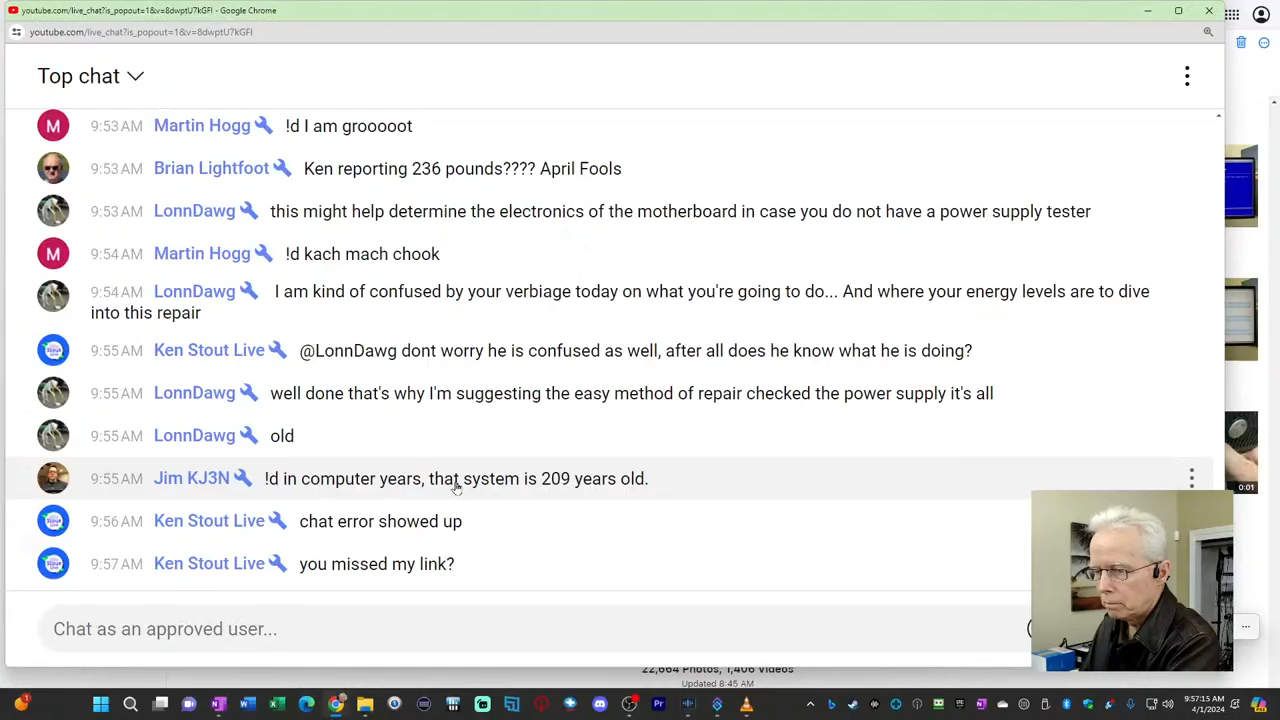 youtube.com/live_chat?is_popout=1&v=8dwptU7kGFI - Google Chrome
youtube.com/live_chat?is_popout=1&v=8dwptU7kGFI
Top chat
M 9:53 AM Martin Hogg !d I am grooooot
9:53 AM Brian Lightfoot Ken reporting 236 pounds???? April Fools
9:53 AM LonnDawg this might help determine the electronics of the motherboard in case you do not have a power supply tester
M 9:54 AM Martin Hogg !d kach mach chook
9:54 AM LonnDawg I am kind of confused by your verbiage today on what you're going to do... And where your energy levels are to dive
into this repair
9:55 AM Ken Stout Live @LonnDawg dont worry he is confused as well, after all does he know what he is doing?
9:55 AM LonnDawg well done that's why I'm suggesting the easy method of repair checked the power supply it's all
9:55 AM LonnDawg old
9:55 AM Jim KJ3N !d in computer years, that system is 209 years old.
0:01
9:56 AM Ken Stout Live chat error showed up
9:57 AM Ken Stout Live you missed my link?
Chat as an approved user...
22,664 Photos, 1,406 Videos
Updated 8:45 AM
9:57:15 AM
4/1/2024